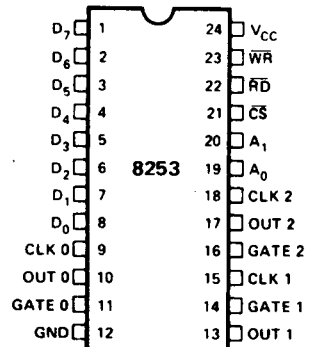 D7 1 24 VCC
D6 2 23 WR
D5 3 22 RD
D4 4 21 CS
D3 5 20 A1
D2 6 8253 19 A0
D1 7 18 CLK 2
D0 8 17 OUT 2
CLK 0 9 16 GATE 2
OUT 0 10 15 CLK 1
GATE 0 11 14 GATE 1
GND 12 13 OUT 1